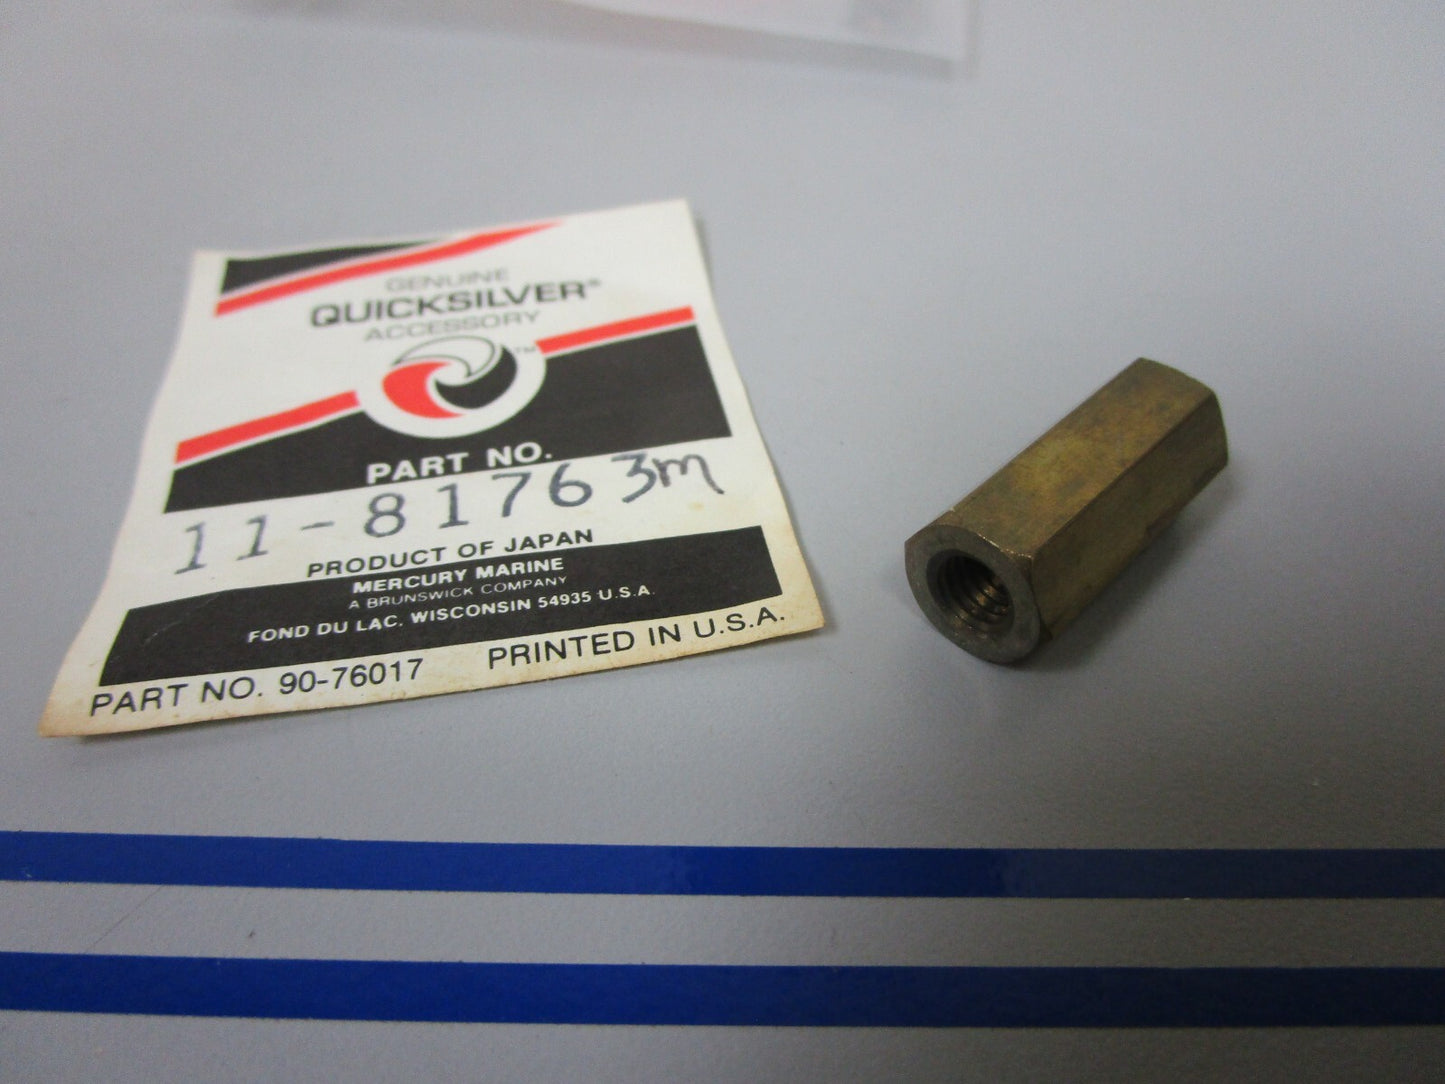 GENUINE
QUICKSILVER®
ACCESSORY
TM
PART NO.
11-81763m
PRODUCT OF JAPAN
MERCURY MARINE
A BRUNSWICK COMPANY
FOND DU LAC. WISCONSIN 54935 U.S.A.
PART NO. 90-76017 PRINTED IN U.S.A.